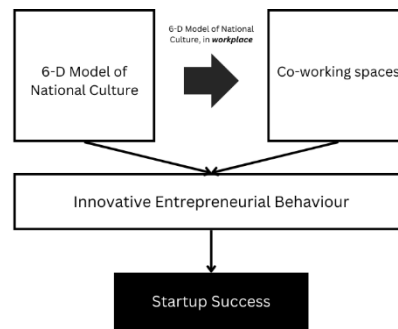 6-D Model of National
Culture, in workplace
6-D Model of
National Culture
Co-working spaces
Innovative Entrepreneurial Behaviour
Startup Success